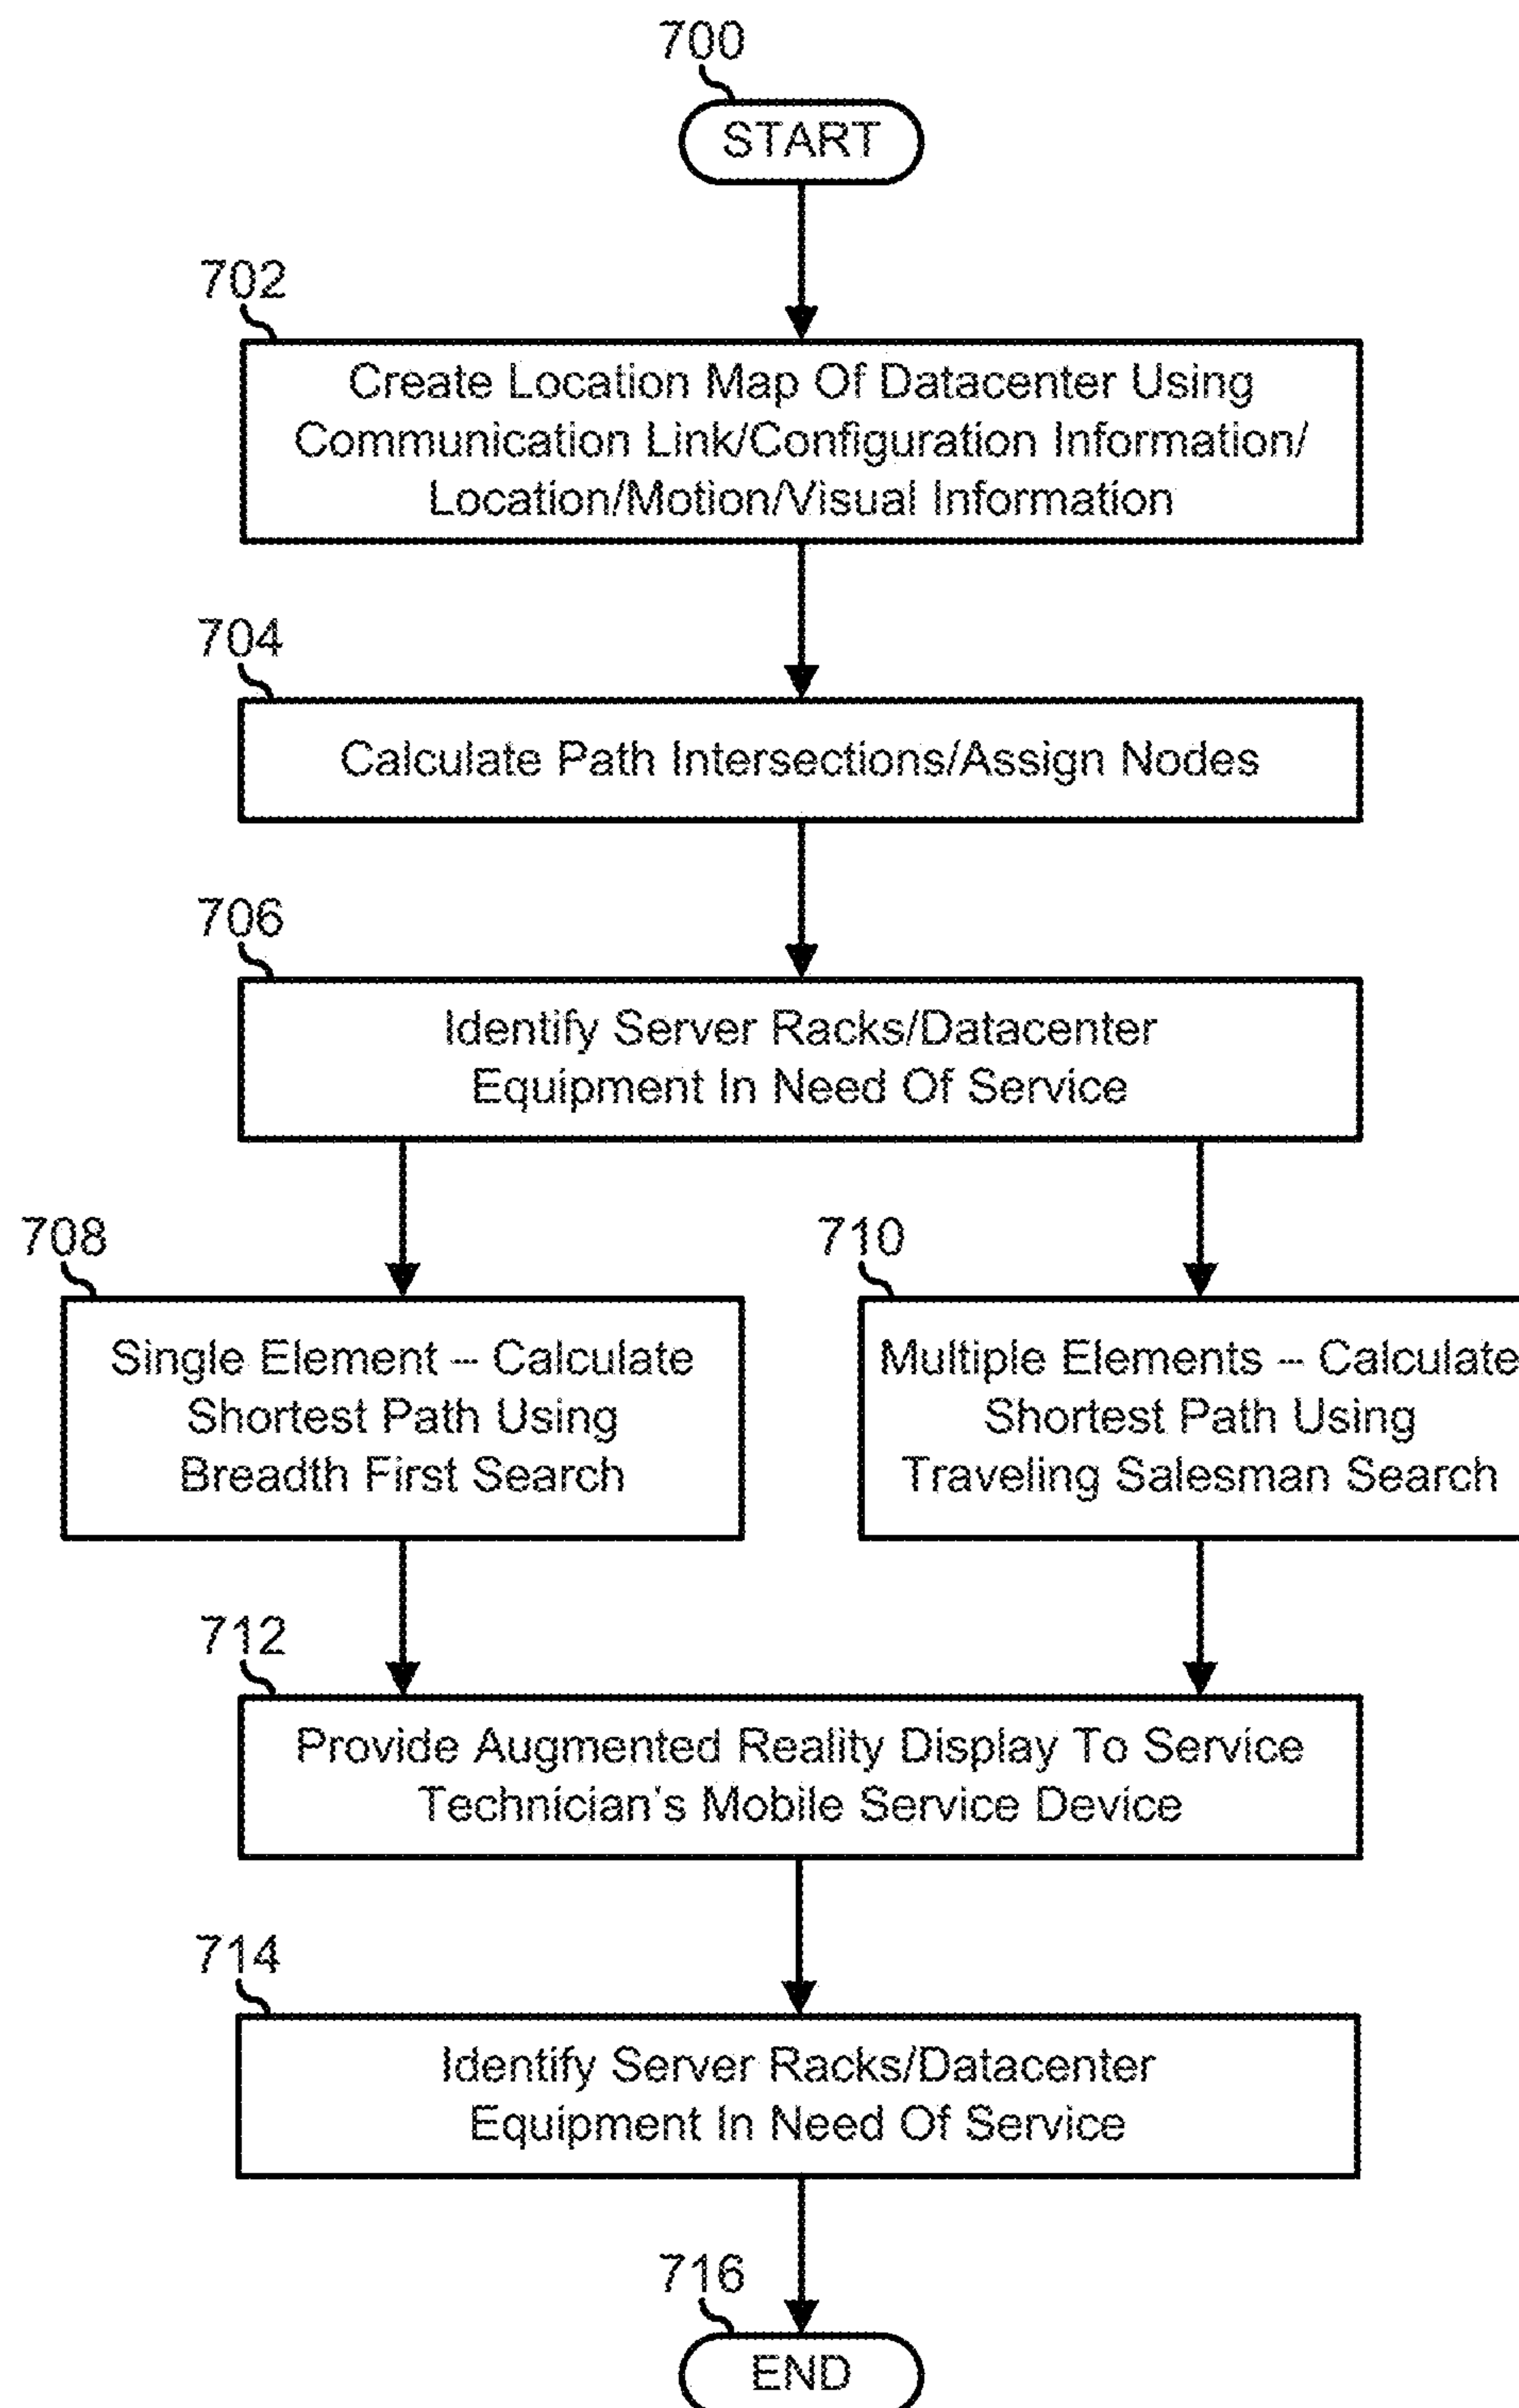 700
START
702
Create Location Map Of Datacenter Using
Communication Link/Configuration Information/
Location/Motion/Visual Information
704
Calculate Path Intersections/Assign Nodes
706
Identify Server Racks/Datacenter
Equipment In Need Of Service
708
Single Element – Calculate
Shortest Path Using
Breadth First Search
710
Multiple Elements – Calculate
Shortest Path Using
Traveling Salesman Search
712
Provide Augmented Reality Display To Service
Technician's Mobile Service Device
714
Identify Server Racks/Datacenter
Equipment In Need Of Service
716
END